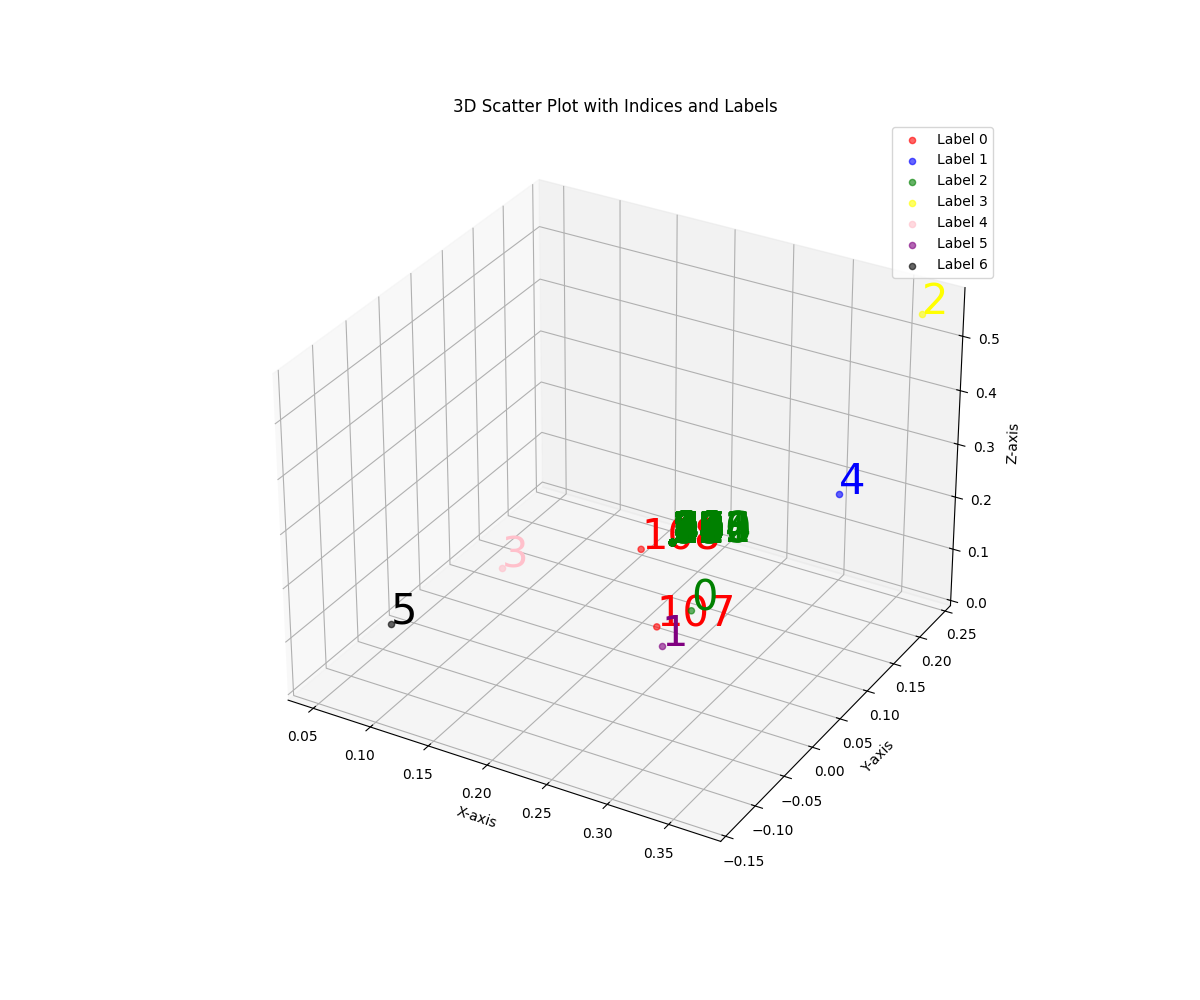 3D Scatter Plot with Indices and Labels
Label 0
Label 1
Label 2
Label 3
Label 4
Label 5
Label 6
2
4
3
5
0
107
1
0.5
0.4
0.3
0.2
0.1
0.0
Z-axis
0.25
0.20
0.15
0.10
0.05
0.00
−0.05
−0.10
−0.15
Y-axis
0.05
0.10
0.15
0.20
0.25
0.30
0.35
X-axis